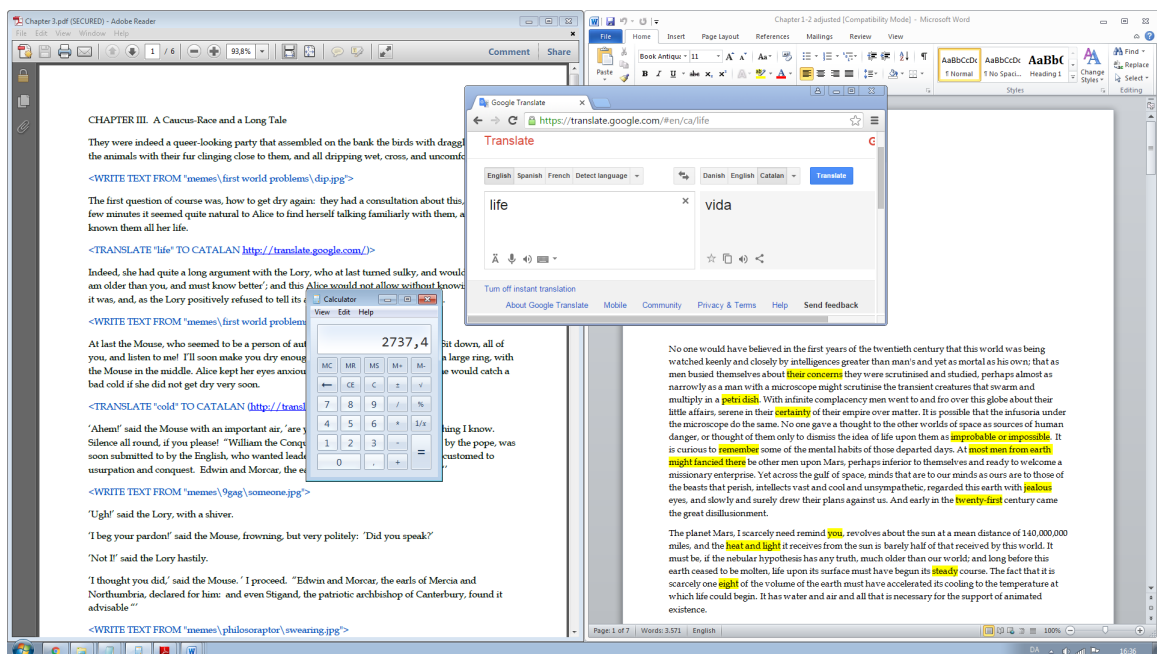 Chapter 3.pdf (SECURED) - Adobe Reader
File Edit View Window Help
1 / 6 93,8% Comment Share
CHAPTER III. A Caucus-Race and a Long Tale
They were indeed a queer-looking party that assembled on the bank the birds with
the animals with their fur clinging close to them, and all dripping wet, cross, and
<WRITE TEXT FROM "memes\first world problems\dip.jpg">
The first question of course was, how to get dry again: they had a consultation about this,
few minutes it seemed quite natural to Alice to find herself talking familiarly with them,
known them all her life.
<TRANSLATE "life" TO CATALAN http://translate.google.com/)>
Indeed, she had quite a long argument with the Lory, who at last turned sulky, and would
am older than you, and must know better'; and this Alice would not allow without
it was, and, as the Lory positively refused to tell its
<WRITE TEXT FROM "memes\first world
At last the Mouse, who seemed to be a person of Sit down, all of
you, and listen to me! I'll soon make you dry a large ring, with
the Mouse in the middle. Alice kept her eyes would catch a
bad cold if she did not get dry very soon.
<TRANSLATE "cold" TO CATALAN
'Ahem!' said the Mouse with an important air, thing I know.
Silence all round, if you please! "William the by the pope, was
soon submitted to by the English, who wanted
usurpation and conquest. Edwin and Morcar, the
<WRITE TEXT FROM "memes\9gag\someone.jpg">
'Ugh!' said the Lory, with a shiver.
'I beg your pardon!' said the Mouse, frowning, but very politely: 'Did you speak?'
'Not I!' said the Lory hastily.
'I thought you did,' said the Mouse. ' I proceed. "Edwin and Morcar, the earls of Mercia and
Northumbria, declared for him: and even Stigand, the patriotic archbishop of Canterbury, found it
advisable "'
<WRITE TEXT FROM "memes\philosoraptor\swearing.jpg">
Calculator
View Edit Help
2737,4
MC MR MS M+ M-
← CE C ± √
7 8 9 / %
4 5 6 * 1/x
1 2 3 - =
0 , +
Google Translate
https://translate.google.com/#en/ca/life
Translate
English Spanish French Detect language Danish English Catalan Translate
life vida
Turn off instant translation
About Google Translate Mobile Community Privacy & Terms Help Send feedback
Chapter 1-2 adjusted [Compatibility Mode] - Microsoft Word
File Home Insert Page Layout References Mailings Review View
Paste Book Antiqua 11 AaBbCcDc AaBbCcDc AaBbC Change Styles Find Replace Select
¶ Normal ¶ No Spaci... Heading 1
Styles Editing
No one would have believed in the first years of the twentieth century that this world was being
watched keenly and closely by intelligences greater than man's and yet as mortal as his own; that as
men busied themselves about their concerns they were scrutinised and studied, perhaps almost as
narrowly as a man with a microscope might scrutinise the transient creatures that swarm and
multiply in a petri dish. With infinite complacency men went to and fro over this globe about their
little affairs, serene in their certainty of their empire over matter. It is possible that the infusoria under
the microscope do the same. No one gave a thought to the other worlds of space as sources of human
danger, or thought of them only to dismiss the idea of life upon them as improbable or impossible. It
is curious to remember some of the mental habits of those departed days. At most men from earth
might fancied there be other men upon Mars, perhaps inferior to themselves and ready to welcome a
missionary enterprise. Yet across the gulf of space, minds that are to our minds as ours are to those of
the beasts that perish, intellects vast and cool and unsympathetic, regarded this earth with jealous
eyes, and slowly and surely drew their plans against us. And early in the twenty-first century came
the great disillusionment.
The planet Mars, I scarcely need remind you, revolves about the sun at a mean distance of 140,000,000
miles, and the heat and light it receives from the sun is barely half of that received by this world. It
must be, if the nebular hypothesis has any truth, much older than our world; and long before this
earth ceased to be molten, life upon its surface must have begun its steady course. The fact that it is
scarcely one eight of the volume of the earth must have accelerated its cooling to the temperature at
which life could begin. It has water and air and all that is necessary for the support of animated
existence.
Page: 1 of 7 Words: 3.571 English 100%
DA 16:36